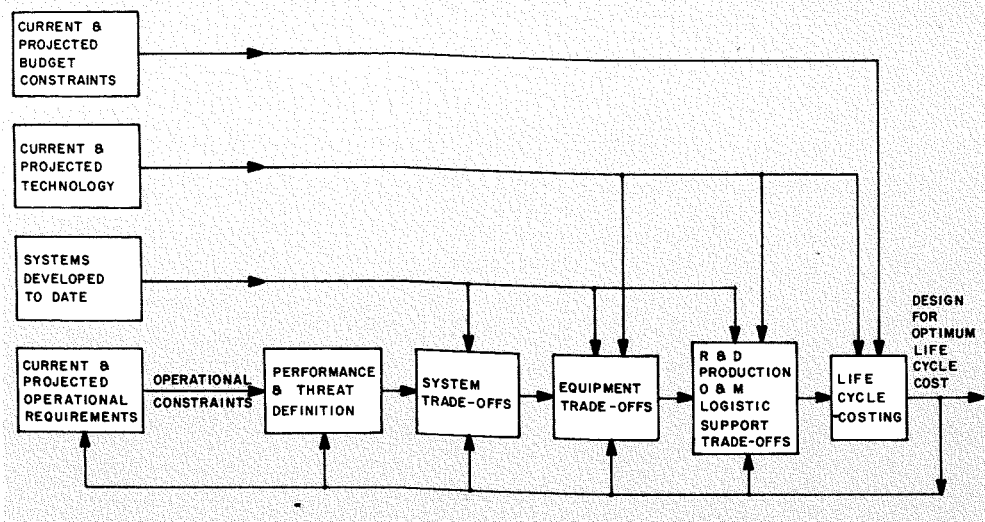 CURRENT &
PROJECTED
BUDGET
CONSTRAINTS
CURRENT &
PROJECTED
TECHNOLOGY
SYSTEMS
DEVELOPED
TO DATE
CURRENT &
PROJECTED
OPERATIONAL
REQUIREMENTS
OPERATIONAL
CONSTRAINTS
PERFORMANCE
& THREAT
DEFINITION
SYSTEM
TRADE-OFFS
EQUIPMENT
TRADE-OFFS
R & D
PRODUCTION
O & M
LOGISTIC
SUPPORT
TRADE-OFFS
LIFE
CYCLE
COSTING
DESIGN
FOR
OPTIMUM
LIFE
CYCLE
COST